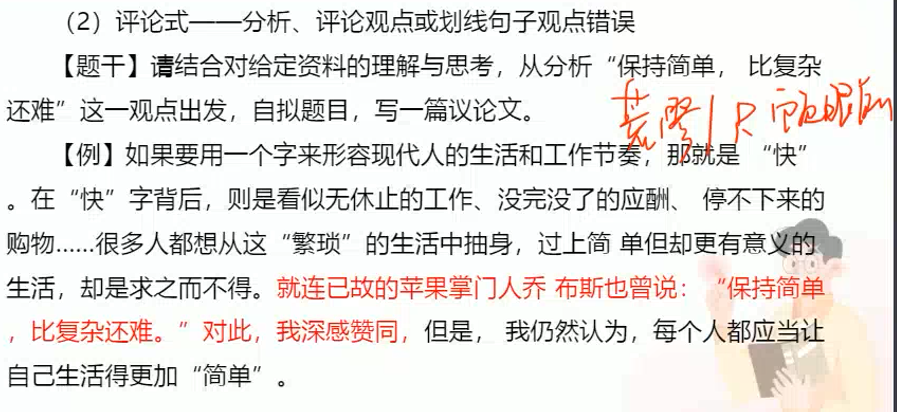 （2）评论式——分析、评论观点或划线句子观点错误
【题干】请结合对给定资料的理解与思考，从分析“保持简单， 比复杂
还难”这一观点出发，自拟题目，写一篇议论文。
【例】如果要用一个字来形容现代人的生活和工作节奏，那就是 “快”
。在“快”字背后，则是看似无休止的工作、没完没了的应酬、 停不下来的
购物......很多人都想从这“繁琐”的生活中抽身，过上简 单但却更有意义的
生活，却是求之而不得。就连已故的苹果掌门人乔 布斯也曾说：“保持简单
，比复杂还难。”对此，我深感赞同，但是， 我仍然认为，每个人都应当让
自己生活得更加“简单”。